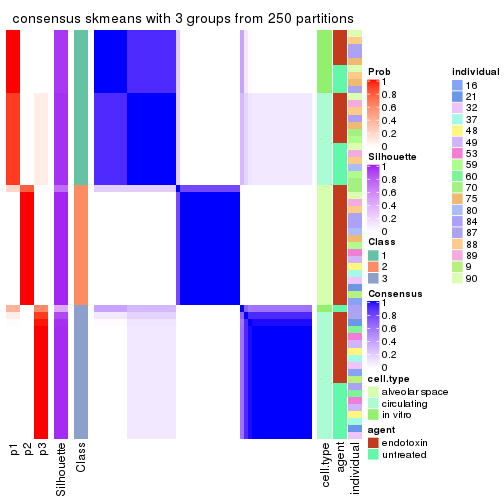 consensus skmeans with 3 groups from 250 partitions
p1
p2
p3
Silhouette
Class
cell.type
agent
individual
Prob
1
0.8
0.6
0.4
0.2
0
Silhouette
1
0.8
0.6
0.4
0.2
0
Class
1
2
3
Consensus
1
0.8
0.6
0.4
0.2
0
cell.type
alveolar space
circulating
in vitro
agent
endotoxin
untreated
Individual
16
21
32
37
48
49
53
59
60
70
75
80
84
87
88
89
9
90